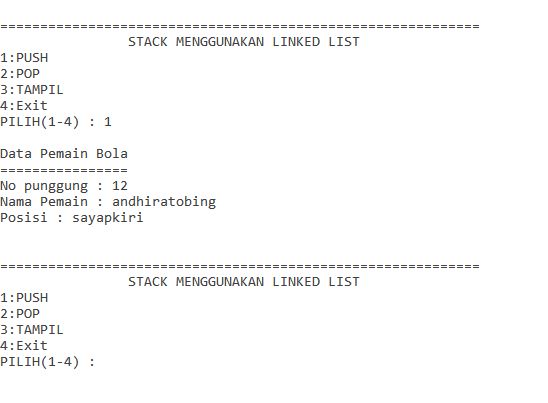 ============================================================
STACK MENGGUNAKAN LINKED LIST
1:PUSH
2:POP
3:TAMPIL
4:Exit
PILIH(1-4) : 1
Data Pemain Bola
================
No punggung : 12
Nama Pemain : andhiratobing
Posisi : sayapkiri
============================================================
STACK MENGGUNAKAN LINKED LIST
1:PUSH
2:POP
3:TAMPIL
4:Exit
PILIH(1-4) :